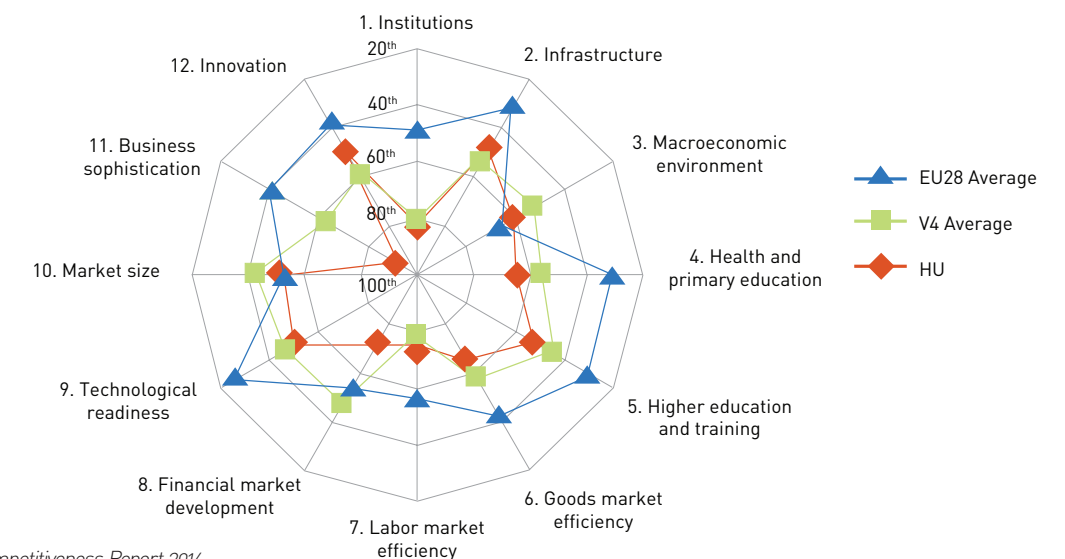 1. Institutions
20th
2. Infrastructure
12. Innovation
40th
3. Macroeconomic
environment
11. Business
sophistication
60th
EU28 Average
80th
V4 Average
4. Health and
primary education
10. Market size
HU
100th
9. Technological
readiness
5. Higher education
and training
8. Financial market
development
6. Goods market
efficiency
7. Labor market
efficiency
Report 2014